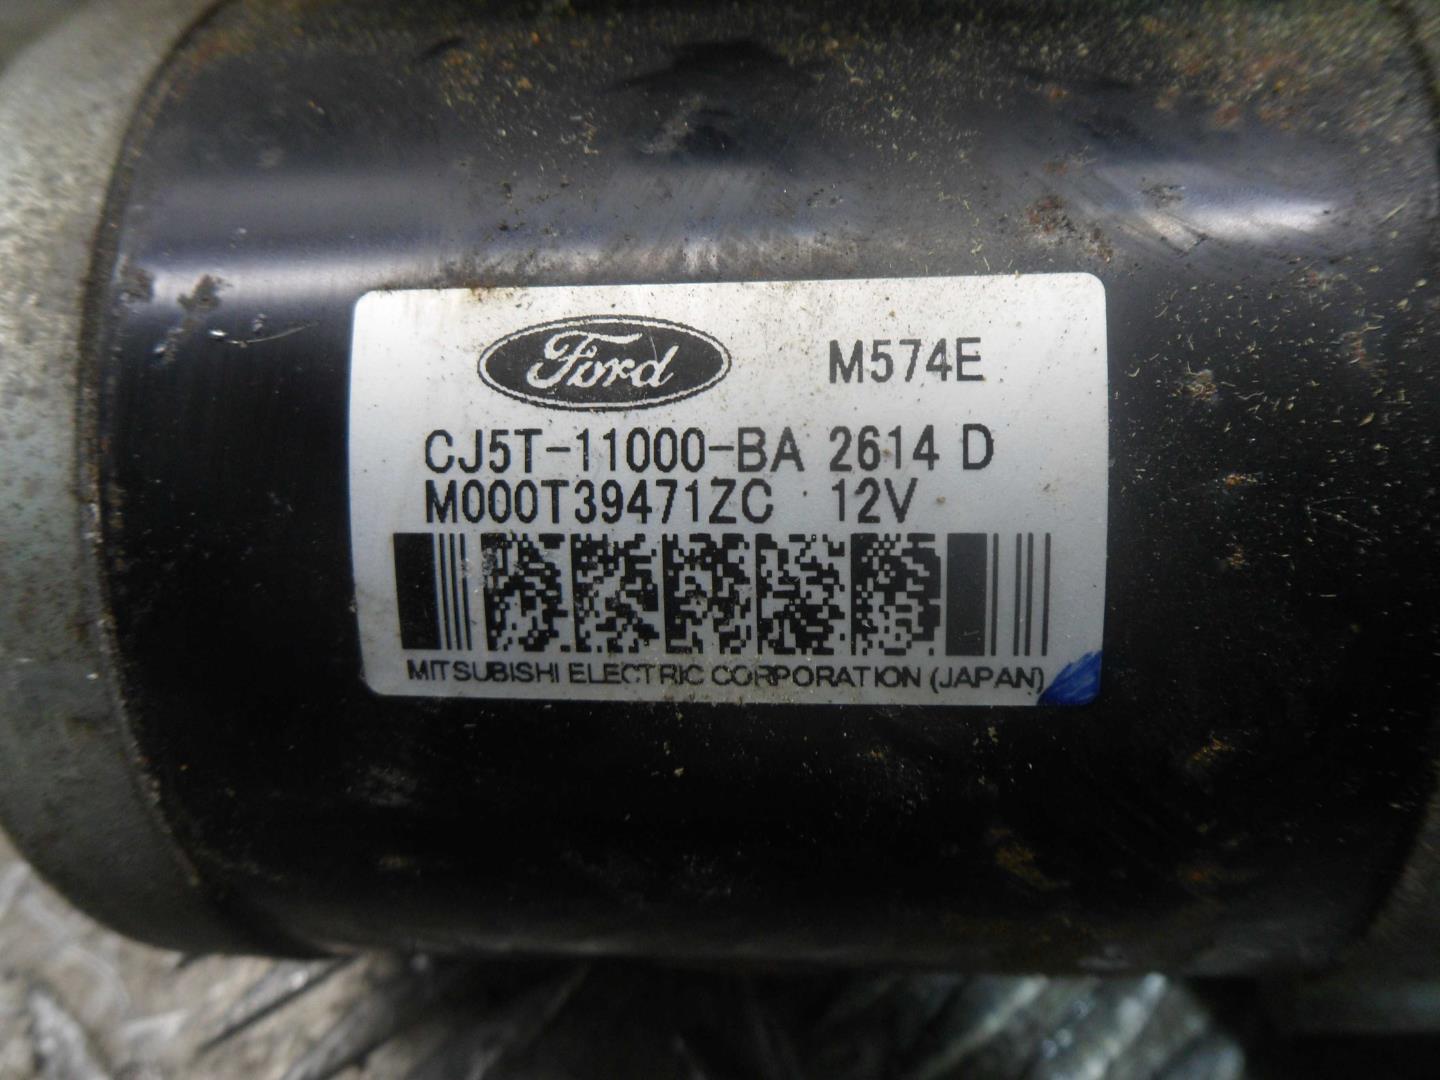 Ford M574E
CJ5T-11000-BA 2614 D
M000T39471ZC 12V
MITSUBISHI ELECTRIC CORPORATION (JAPAN)